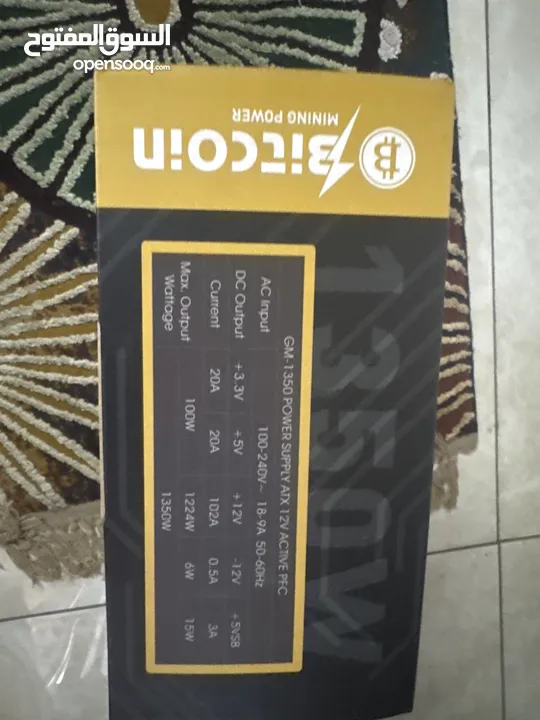 السوق المفتوح
opensooq.com
Bitcoin
MINING POWER
1350W
GM-1350 POWER SUPPLY ATX 12V ACTIVE PFC
AC Input 100-240V~ 18-9A 50-60Hz
DC Output +3.3V +5V +12V -12V +5VSB
Current 20A 20A 102A 0.5A 3A
Max. Output Wattage 100W 1224W 6W 15W
1350W